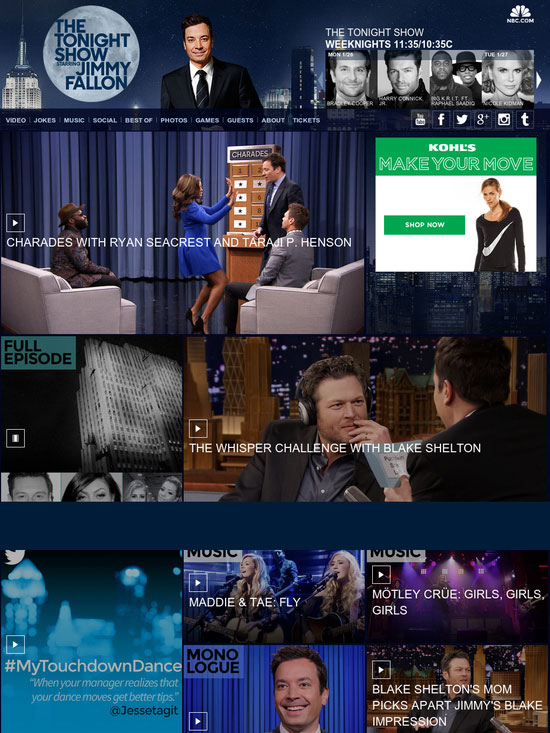 THE
TONIGHT
SHOW
STARRING
JIMMY
FALLON
NBC.COM
THE TONIGHT SHOW
WEEKNIGHTS 11:35/10:35C
MON 1/26
TUE 1/27
BRADLEY COOPER
HARRY CONNICK, JR.
BIG K.R.I.T. FT. RAPHAEL SAADIQ
NICOLE KIDMAN
VIDEO JOKES MUSIC SOCIAL BEST OF PHOTOS GAMES GUESTS ABOUT TICKETS
You Tube f g+ t
CHARADES
CHARADES WITH RYAN SEACREST AND TARAJI P. HENSON
KOHL'S
MAKE YOUR MOVE
SHOP NOW
FULL
EPISODE
THE WHISPER CHALLENGE WITH BLAKE SHELTON
#MyTouchdownDance
"When your manager realizes that
your dance moves get better tips."
@Jessetagit
MUSIC
MADDIE & TAE: FLY
MUSIC
MÖTLEY CRÜE: GIRLS, GIRLS,
GIRLS
MONO
LOGUE
BLAKE SHELTON'S MOM
PICKS APART JIMMY'S BLAKE
IMPRESSION